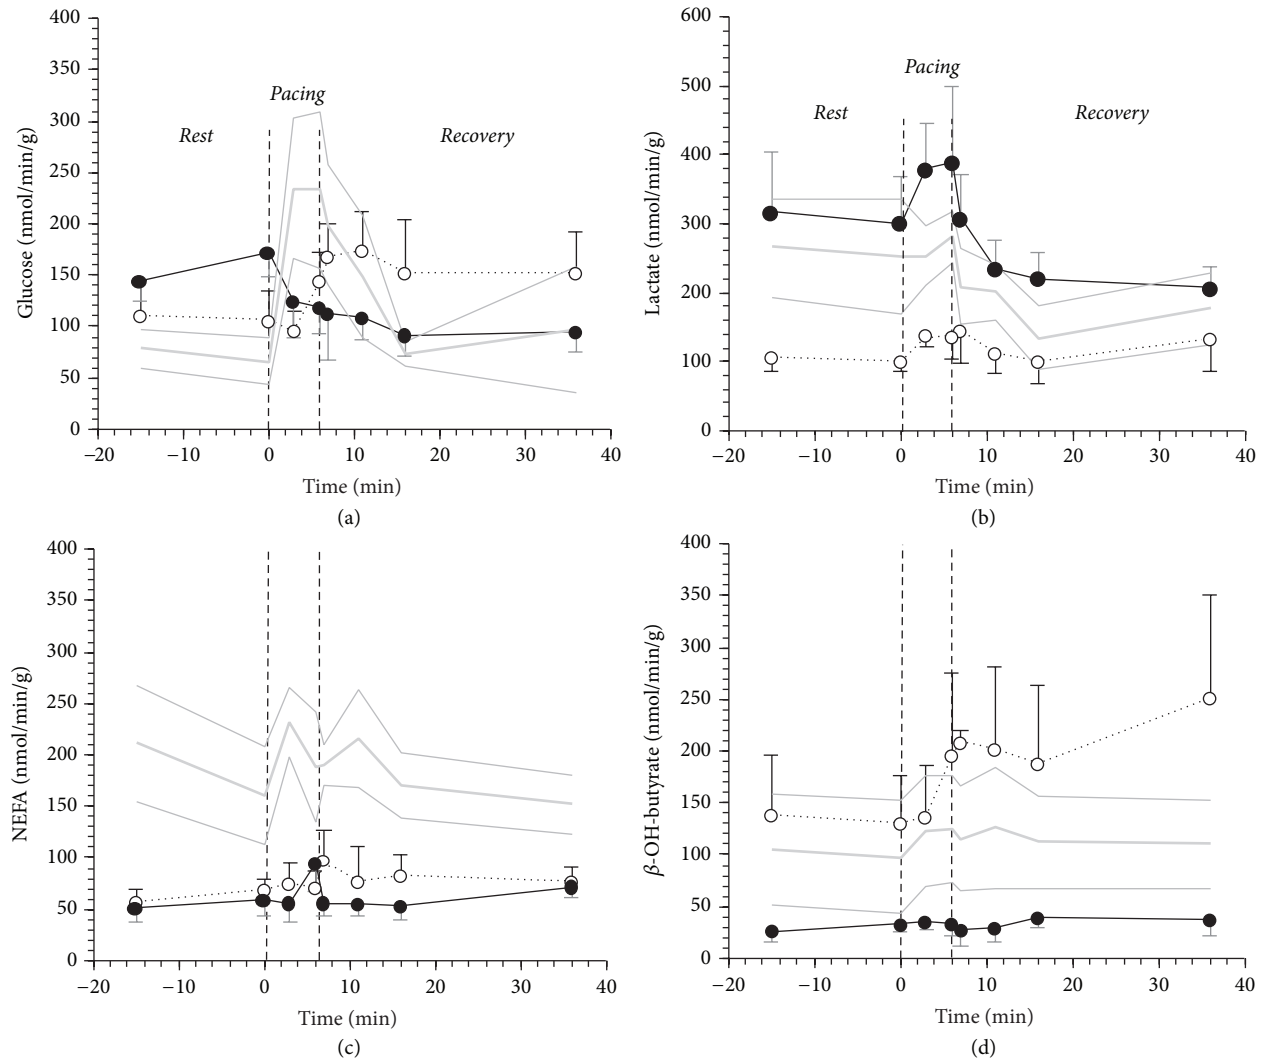 400
350
300
250
200
150
100
50
0
Glucose (nmol/min/g)
Rest
Pacing
Recovery
−20 −10 0 10 20 30 40
Time (min)
(a)
600
500
400
300
200
100
0
Lactate (nmol/min/g)
Rest
Pacing
Recovery
−20 −10 0 10 20 30 40
Time (min)
(b)
400
350
300
250
200
150
100
50
0
NEFA (nmol/min/g)
−20 −10 0 10 20 30 40
Time (min)
(c)
400
350
300
250
200
150
100
50
0
β-OH-butyrate (nmol/min/g)
−20 −10 0 10 20 30 40
Time (min)
(d)